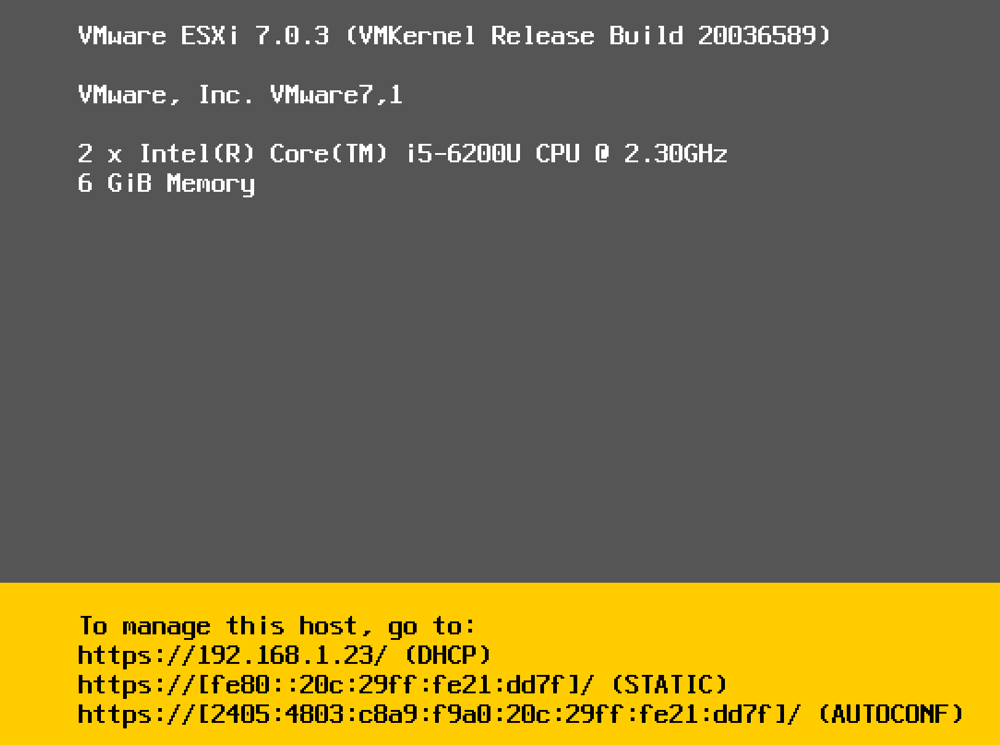 VMware ESXi 7.0.3 (VMKernel Release Build 20036589)
VMware, Inc. VMware7,1
2 x Intel(R) Core(TM) i5-6200U CPU @ 2.30GHz
6 GiB Memory
To manage this host, go to:
https://192.168.1.23/ (DHCP)
https://[fe80::20c:29ff:fe21:dd7f]/ (STATIC)
https://[2405:4803:c8a9:f9a0:20c:29ff:fe21:dd7f]/ (AUTOCONF)